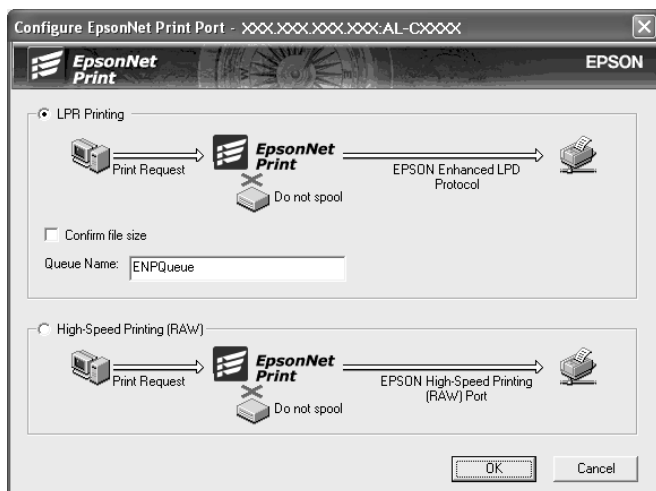 Configure EpsonNet Print Port - XXX.XXX.XXX.XXX:AL-CXXXX
EpsonNet
Print
EPSON
LPR Printing
EpsonNet
Print
Print Request
EPSON Enhanced LPD
Protocol
Do not spool
Confirm file size
Queue Name: ENPQueue
High-Speed Printing (RAW)
EpsonNet
Print
Print Request
EPSON High-Speed Printing
(RAW) Port
Do not spool
OK Cancel